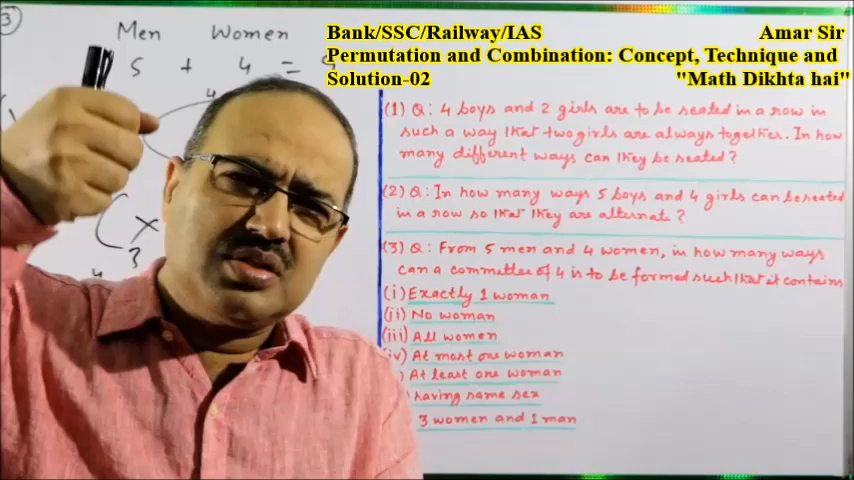 Bank/SSC/Railway/IAS Amar Sir
Permutation and Combination: Concept, Technique and
Solution-02 "Math Dikhta hai"
3
Men Women
5 + 4 = 9
4
(X
3
4
(1) Q: 4 boys and 2 girls are to be seated in a row in
such a way that two girls are always together. In how
many different ways can they be seated?
(2) Q: In how many ways 5 boys and 4 girls can be seated
in a row so that they are alternate?
(3) Q: From 5 men and 4 women, in how many ways
can a committee of 4 is to be formed such that it contains
(i) Exactly 1 woman
(ii) No woman
(iii) All women
(iv) At most one woman
) At least one woman
having same sex
3 women and 1 man